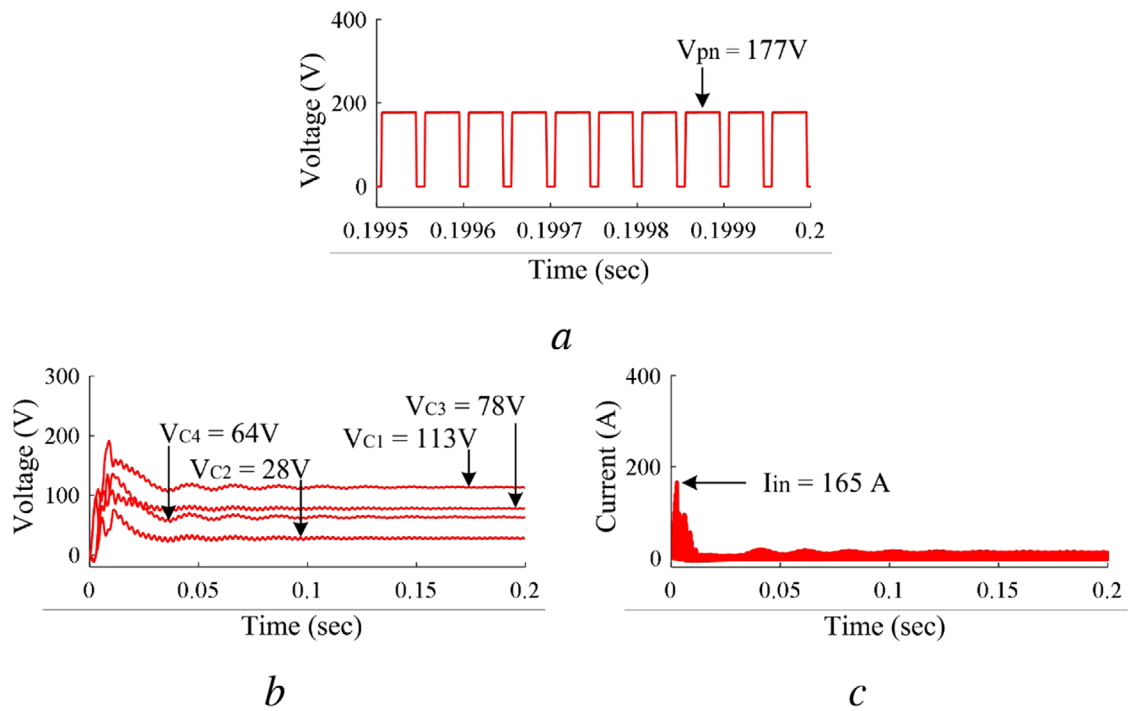 400
Vpn = 177V
Voltage (V)
200
0
0.1995 0.1996 0.1997 0.1998 0.1999 0.2
Time (sec)
a
300
Voltage (V)
200
100
0
VC3 = 78V
VC4 = 64V
VC1 = 113V
VC2 = 28V
0 0.05 0.1 0.15 0.2
Time (sec)
b
400
Current (A)
200
0
Iin = 165 A
0 0.05 0.1 0.15 0.2
Time (sec)
c